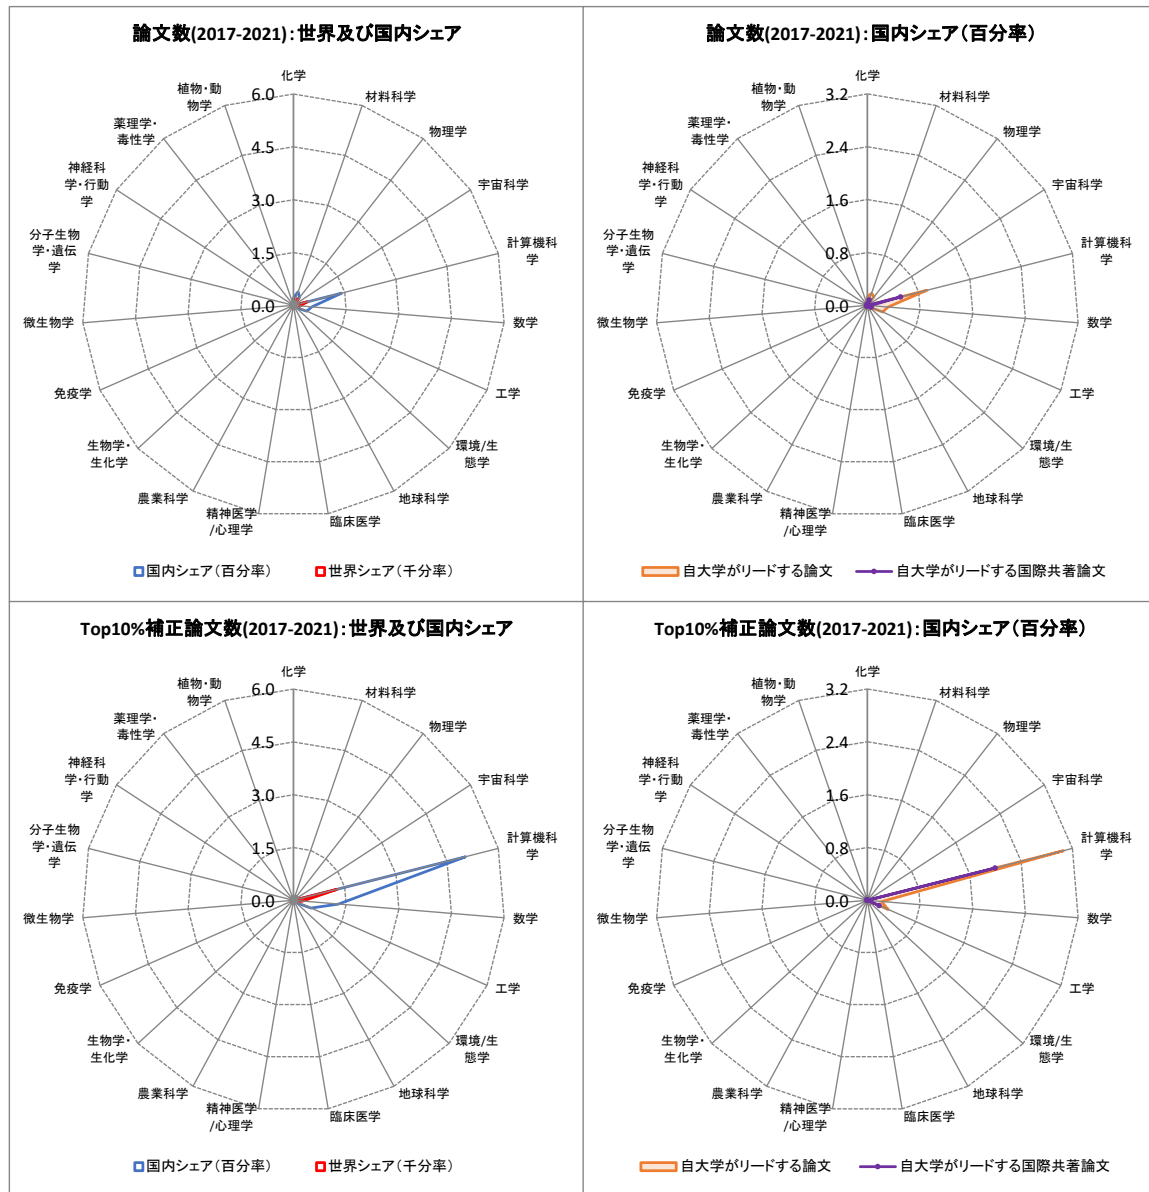 論文数(2017-2021):世界及び国内シェア
化学
材料科学
物理学
宇宙科学
計算機科
学
数学
工学
環境/生
態学
地球科学
臨床医学
精神医学
/心理学
農業科学
生物学・
生化学
免疫学
微生物学
分子生物
学・遺伝
学
神経科
学・行動
学
薬理学・
毒性学
植物・動
物学
6.0
4.5
3.0
1.5
0.0
国内シェア(百分率)
世界シェア(千分率)
論文数(2017-2021):国内シェア(百分率)
化学
材料科学
物理学
宇宙科学
計算機科
学
数学
工学
環境/生
態学
地球科学
臨床医学
精神医学
/心理学
農業科学
生物学・
生化学
免疫学
微生物学
分子生物
学・遺伝
学
神経科
学・行動
学
薬理学・
毒性学
植物・動
物学
3.2
2.4
1.6
0.8
0.0
自大学がリードする論文
自大学がリードする国際共著論文
Top10%補正論文数(2017-2021):世界及び国内シェア
化学
材料科学
物理学
宇宙科学
計算機科
学
数学
工学
環境/生
態学
地球科学
臨床医学
精神医学
/心理学
農業科学
生物学・
生化学
免疫学
微生物学
分子生物
学・遺伝
学
神経科
学・行動
学
薬理学・
毒性学
植物・動
物学
6.0
4.5
3.0
1.5
0.0
国内シェア(百分率)
世界シェア(千分率)
Top10%補正論文数(2017-2021):国内シェア(百分率)
化学
材料科学
物理学
宇宙科学
計算機科
学
数学
工学
環境/生
態学
地球科学
臨床医学
精神医学
/心理学
農業科学
生物学・
生化学
免疫学
微生物学
分子生物
学・遺伝
学
神経科
学・行動
学
薬理学・
毒性学
植物・動
物学
3.2
2.4
1.6
0.8
0.0
自大学がリードする論文
自大学がリードする国際共著論文